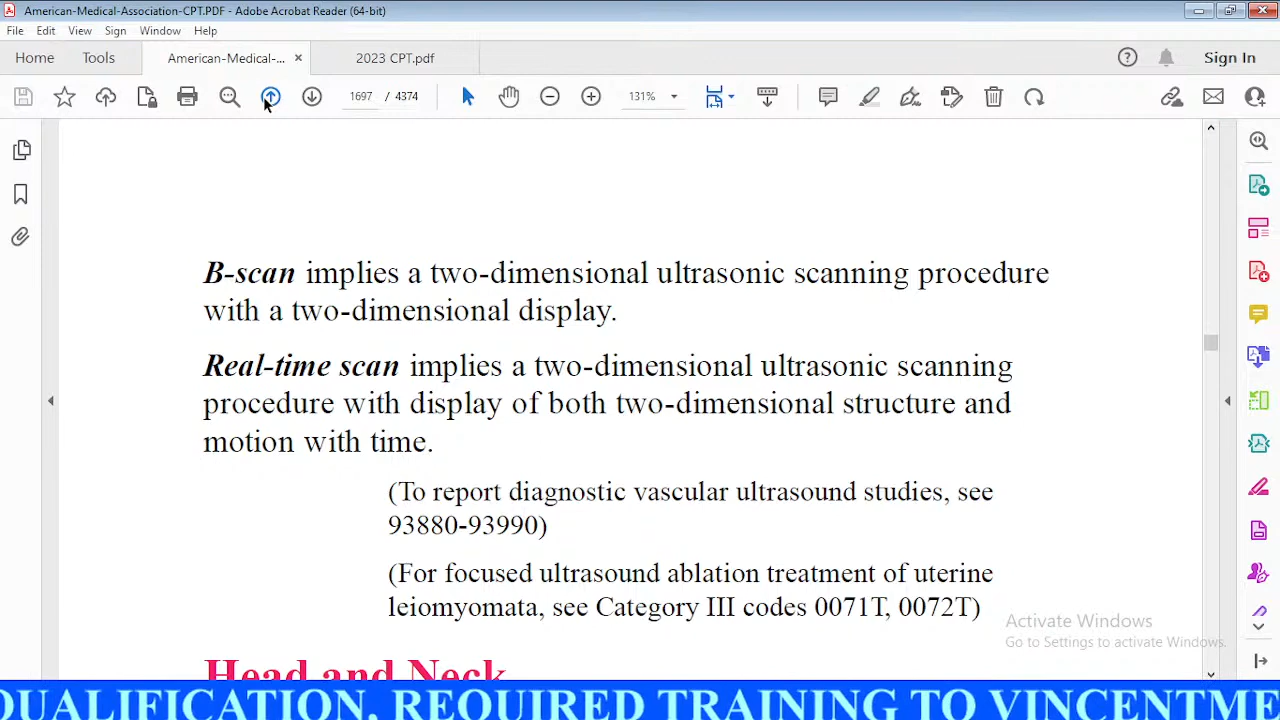 American-Medical-Association-CPT.PDF - Adobe Acrobat Reader (64-bit)
File Edit View Sign Window Help
Home Tools American-Medical-... × 2023 CPT.pdf Sign In
1697 / 4374 131%
B-scan implies a two-dimensional ultrasonic scanning procedure
with a two-dimensional display.
Real-time scan implies a two-dimensional ultrasonic scanning
procedure with display of both two-dimensional structure and
motion with time.
(To report diagnostic vascular ultrasound studies, see
93880-93990)
(For focused ultrasound ablation treatment of uterine
leiomyomata, see Category III codes 0071T, 0072T)
Activate Windows
Go to Settings to activate Windows.
Head and Neck
QUALIFICATION, REQUIRED TRAINING TO VINCENTME